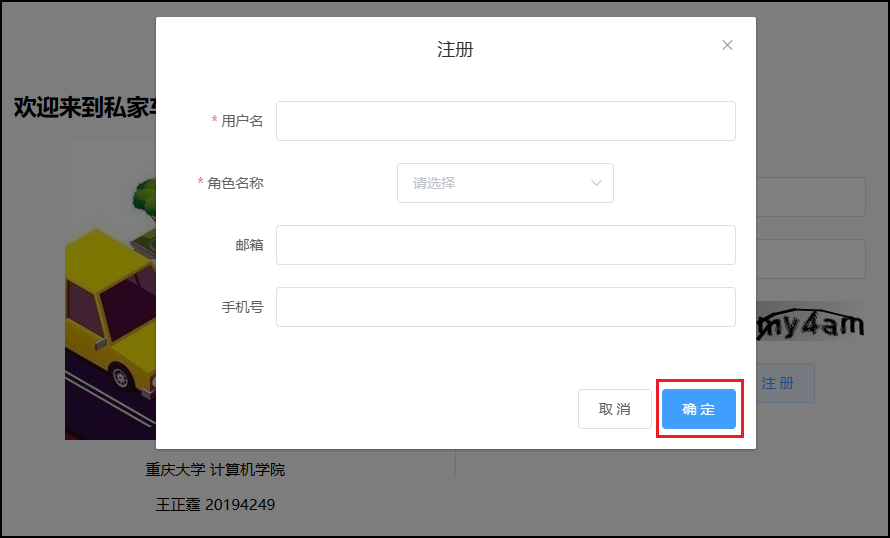 注册
欢迎来到私家车
* 用户名
* 角色名称
请选择
邮箱
手机号
my4am
注 册
取 消
确 定
重庆大学 计算机学院
王正霆 20194249